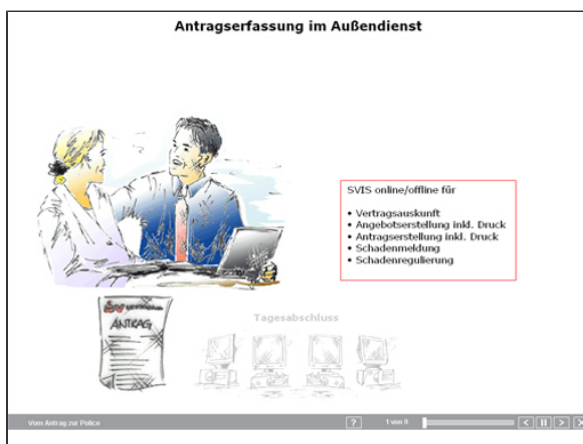 Antragserfassung im Außendienst
SVIS online/offline für
• Vertragsauskunft
• Angebotserstellung inkl. Druck
• Antragserstellung inkl. Druck
• Schadenmeldung
• Schadenregulierung
ANTRAG
Tagesabschluss
Vom Antrag zur Police
?
1 von 9